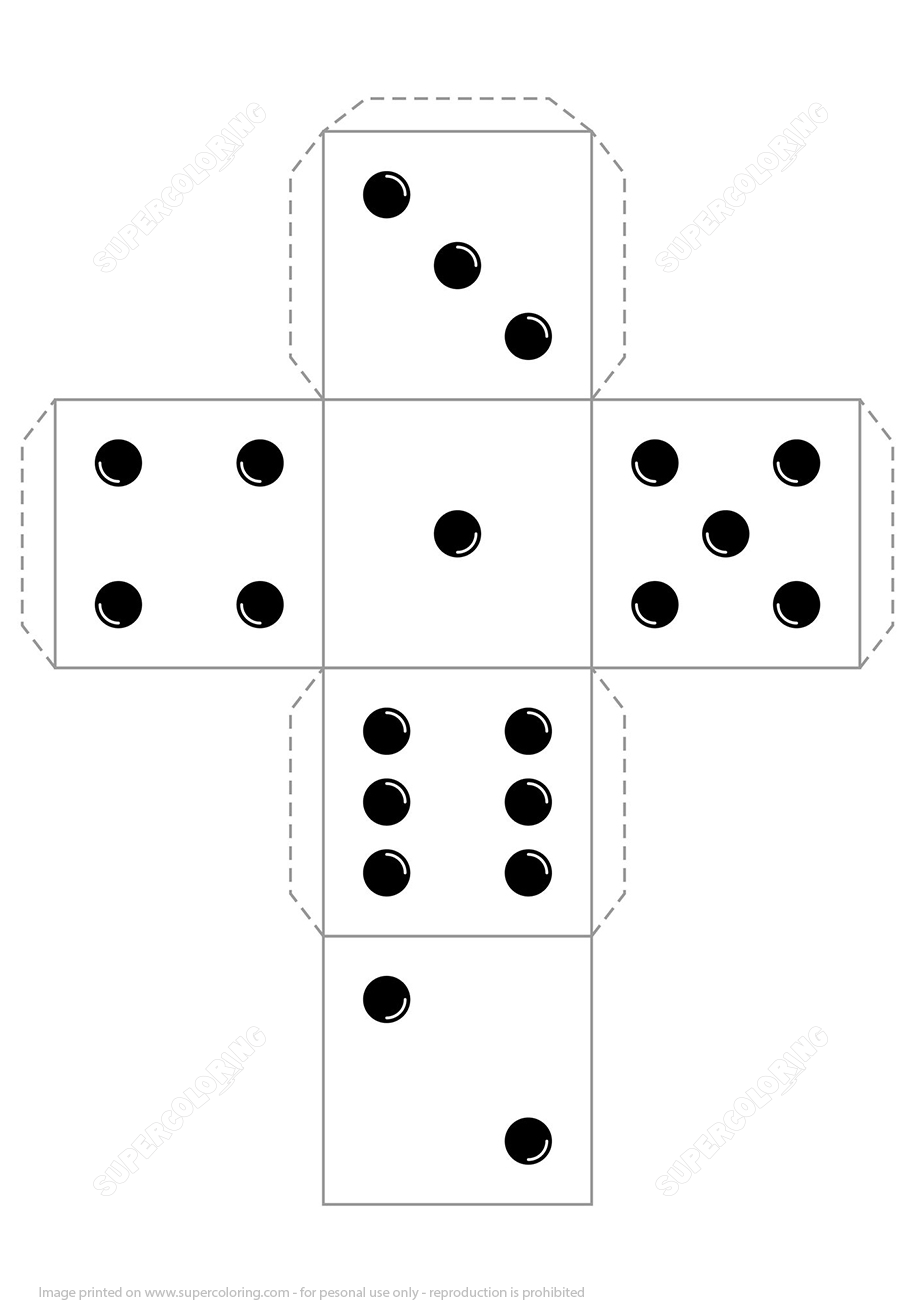 SUPERCOLORING
SUPERCOLORING
SUPERCOLORING
SUPERCOLORING
Image printed on www.supercoloring.com - for pesonal use only - reproduction is prohibited